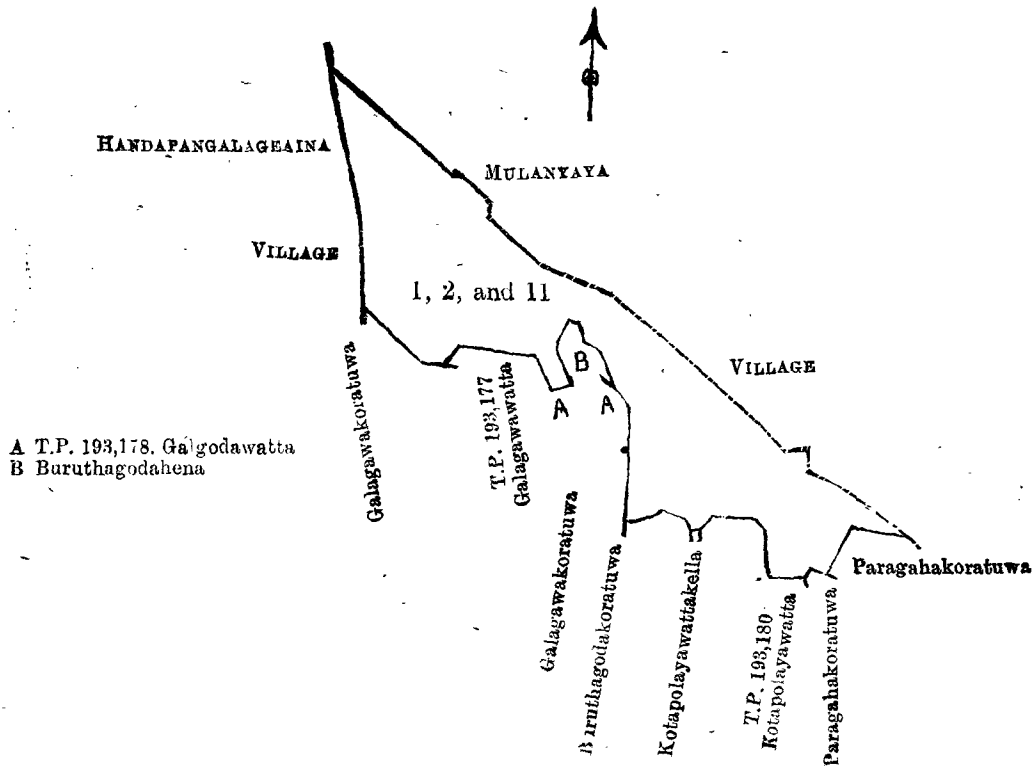 HANDAPANGALAGEAINA
MULANYAYA
VILLAGE
1, 2, and 11
VILLAGE
B
A
A
A T.P. 193,178. Galgodawatta
B Buruthagodahena
Galagawakoratuwa
T.P. 193,177
Galagawawatta
Galagawakoratuwa
Buruthagodakoratuwa
Kotapolayawattakella
T.P. 193,180
Kotapolayawatta
Paragahakoratuwa
Paragahakoratuwa